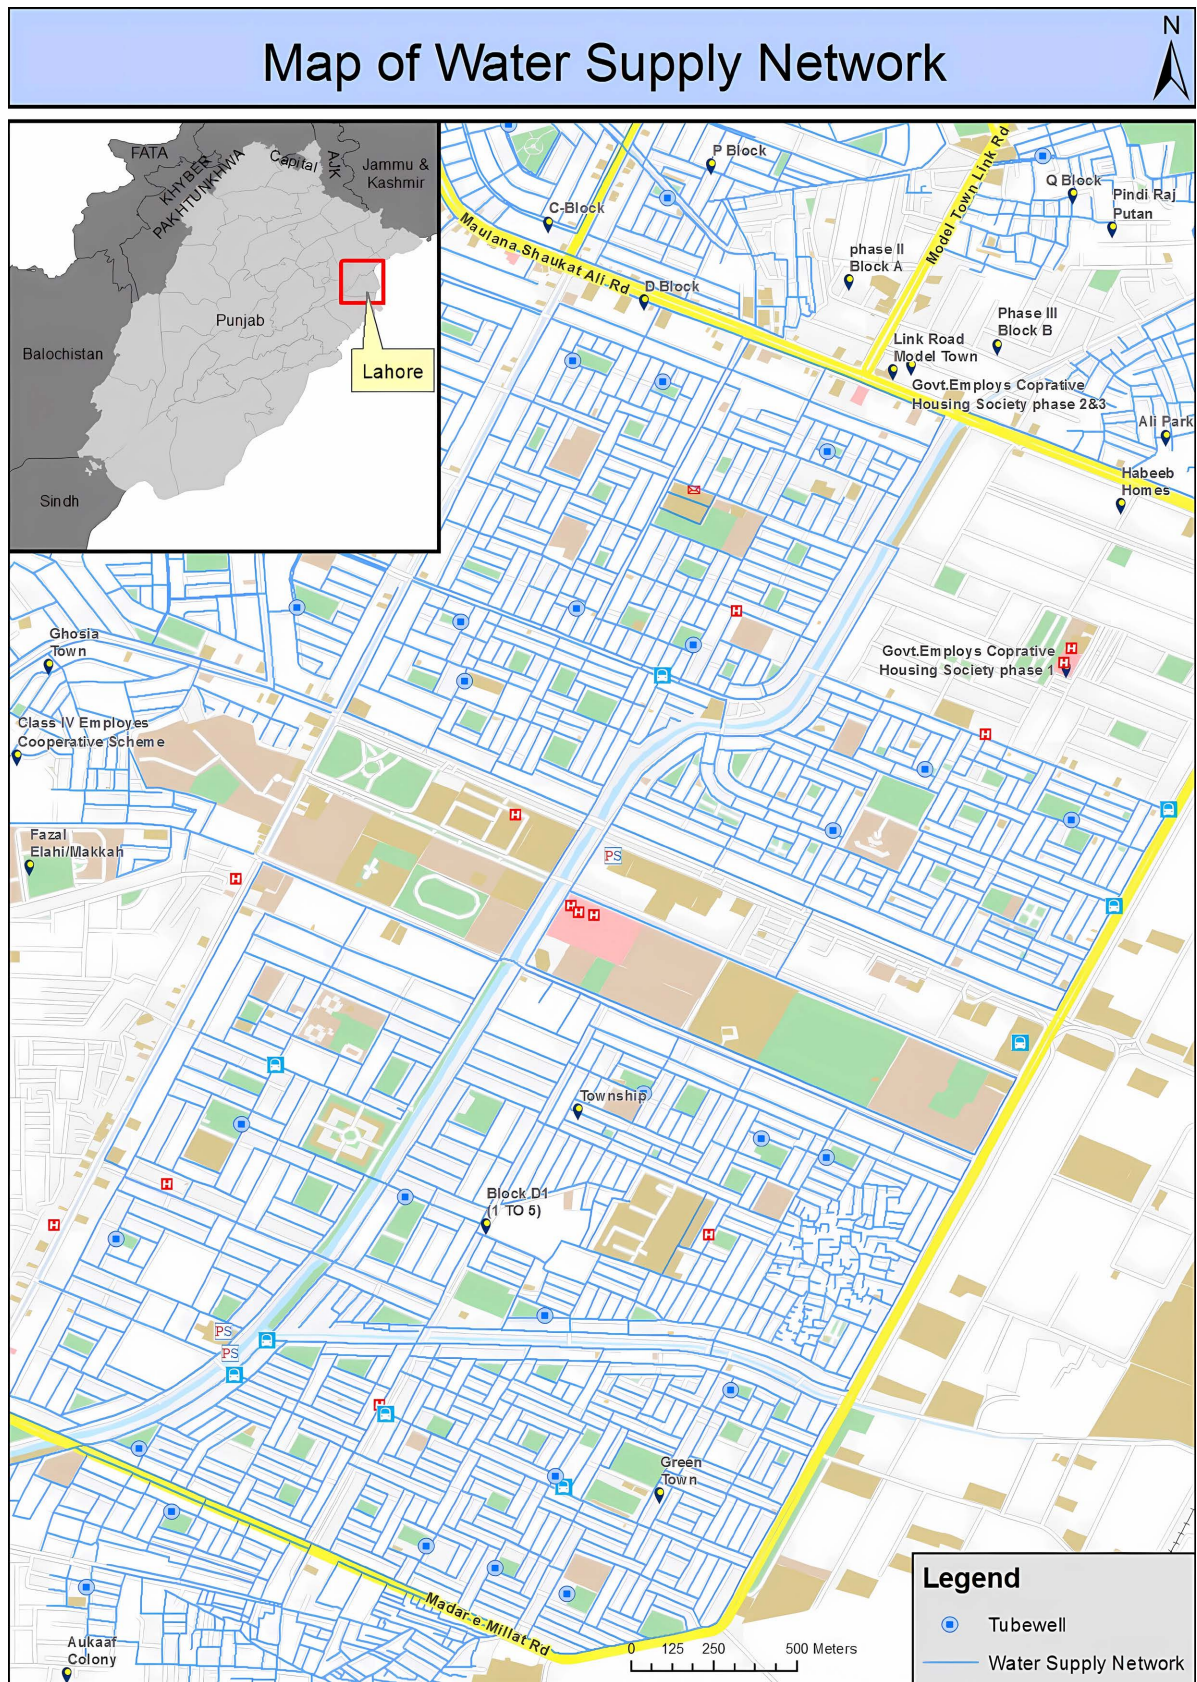 Map of Water Supply Network
N
FATA
KHYBER
PAKHTUNKHWA
Capital
AJK
Jammu &
Kashmir
Punjab
Balochistan
Lahore
Sindh
P Block
C-Block
Q Block
Pindi Raj
Putan
Model Town Link Rd
Maulana Shaukat Ali Rd
D Block
phase II
Block A
Phase III
Block B
Link Road
Model Town
Govt.Employs Coprative
Housing Society phase 2&3
Ali Park
Habeeb
Homes
Ghosia
Town
Govt.Employs Coprative
Housing Society phase 1
H
H
H
H
Class IV Employes
Cooperative Scheme
H
Fazal
Elahi/Makkah
PS
H
H
H
H
Township
H
Block D1
(1 TO 5)
H
H
PS
PS
H
Green
Town
Madar-e-Millat Rd
Aukaaf
Colony
0 125 250 500 Meters
Legend
Tubewell
Water Supply Network